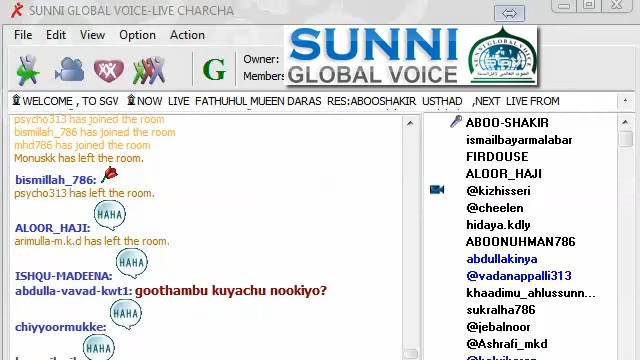 SUNNI GLOBAL VOICE-LIVE CHARCHA
File Edit View Option Action
G
Owner:
Members
SUNNI
GLOBAL VOICE
WELCOME , TO SGV NOW LIVE FATHUHUL MUEEN DARAS RES:ABOOSHAKIR USTHAD ,NEXT LIVE FROM
psycho313 has joined the room
bismillah_786 has joined the room
mhd786 has joined the room
Monuskk has left the room.
bismillah_786:
psycho313 has left the room.
HAHA
ALOOR_HAJI:
arimulla-m.k.d has left the room.
HAHA
ISHQU-MADEENA:
abdulla-vavad-kwt1: goothambu kuyachu nookiyo?
HAHA
chiyyoormukke:
HAHA
ABOO-SHAKIR
ismailbayarmalabar
FIRDOUSE
ALOOR_HAJI
@kizhisseri
@cheelen
hidaya.kdly
ABOONUHMAN786
abdullakinya
@vadanappalli313
khaadimu_ahlussunn...
sukralha786
@jebalnoor
@Ashrafi_mkd